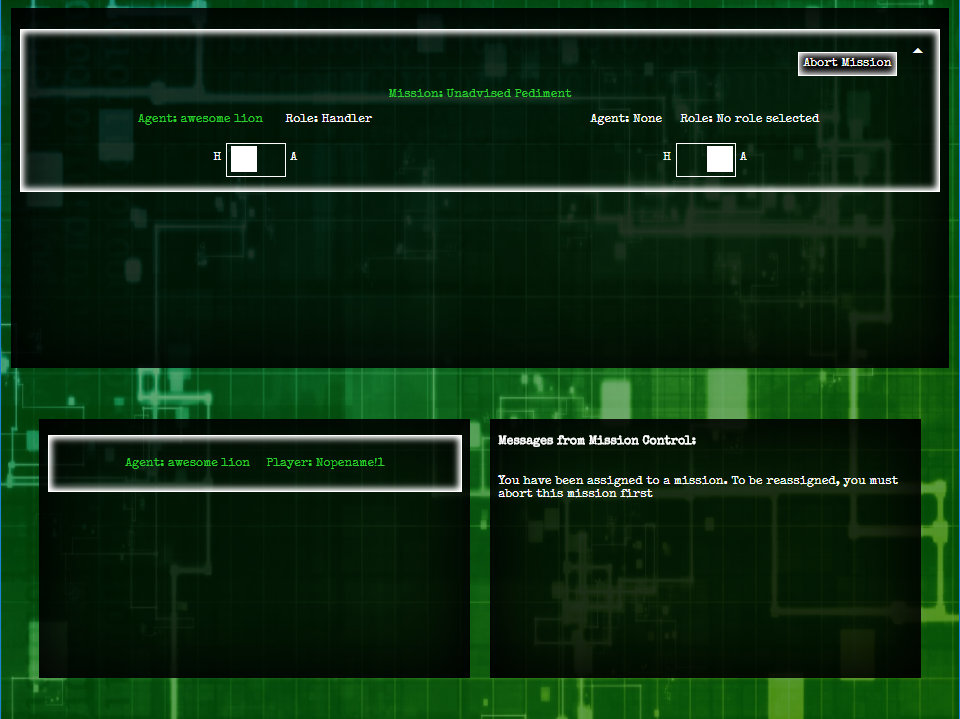 Abort Mission
Mission: Unadvised Pediment
Agent: awesome lion Role: Handler
Agent: None Role: No role selected
H A
H A
Agent: awesome lion Player: Nopename!1
Messages from Mission Control:
You have been assigned to a mission. To be reassigned, you must
abort this mission first